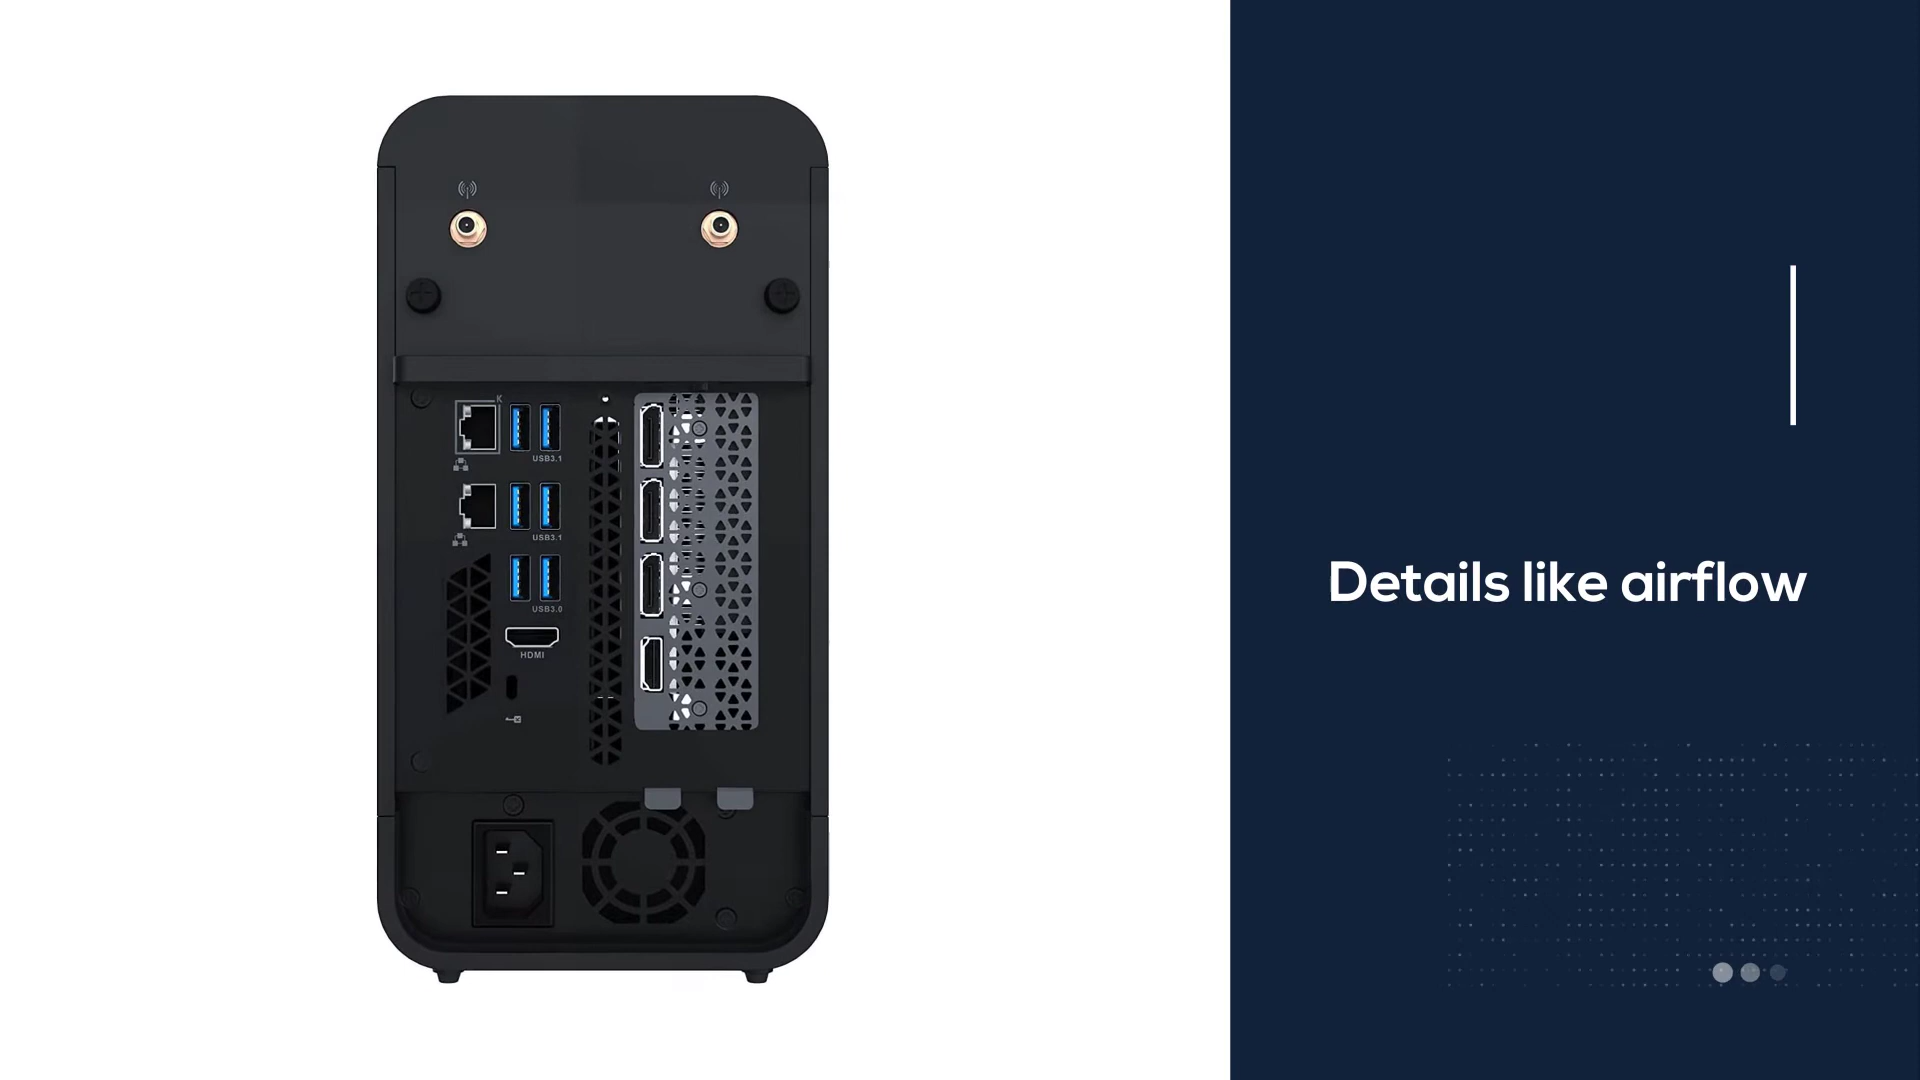 K
USB3.1
USB3.1
USB3.0
HDMI
Details like airflow